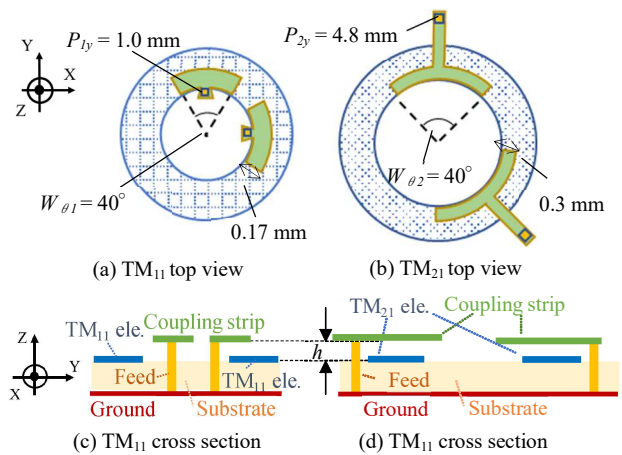 P1y = 1.0 mm
P2y = 4.8 mm
Y
X
Z
Wθ1 = 40°
0.17 mm
Wθ2 = 40°
0.3 mm
(a) TM11 top view
(b) TM21 top view
Z
Y
X
TM11 ele.
Coupling strip
TM21 ele.
Coupling strip
h
Feed
TM11 ele.
Feed
Ground
Substrate
Ground
Substrate
(c) TM11 cross section
(d) TM11 cross section